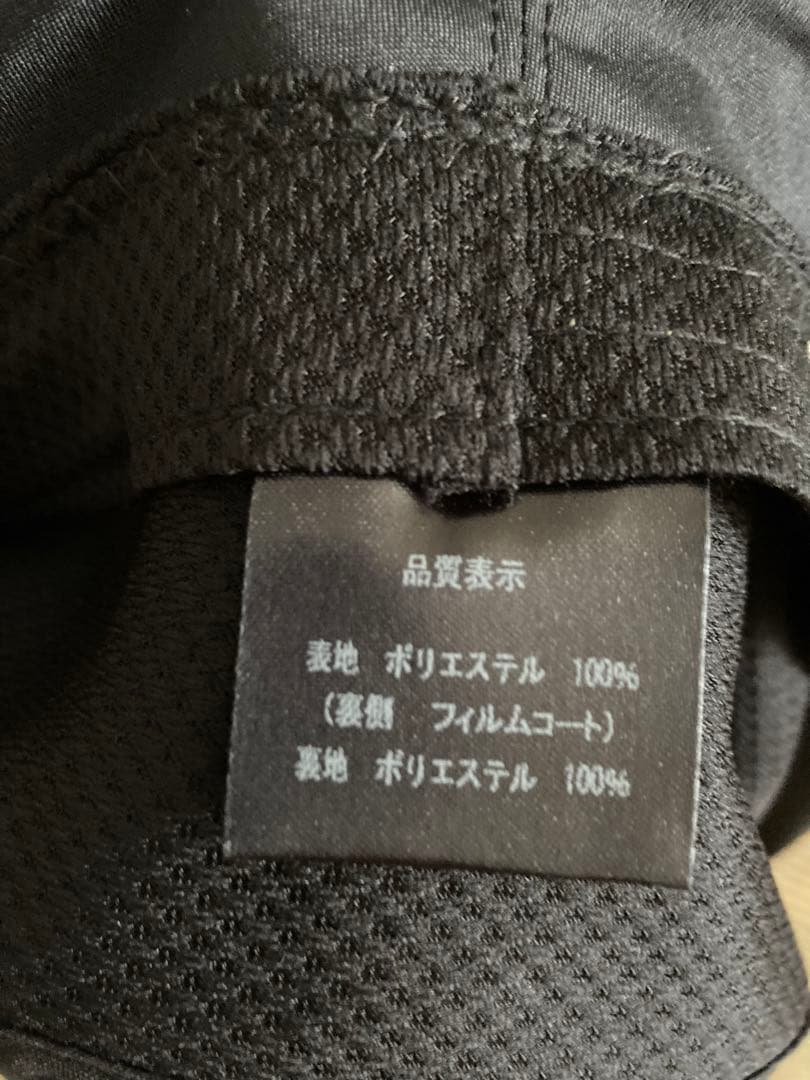 品質表示
表地 ポリエステル 100%
(裏側 フィルムコート)
裏地 ポリエステル 100%